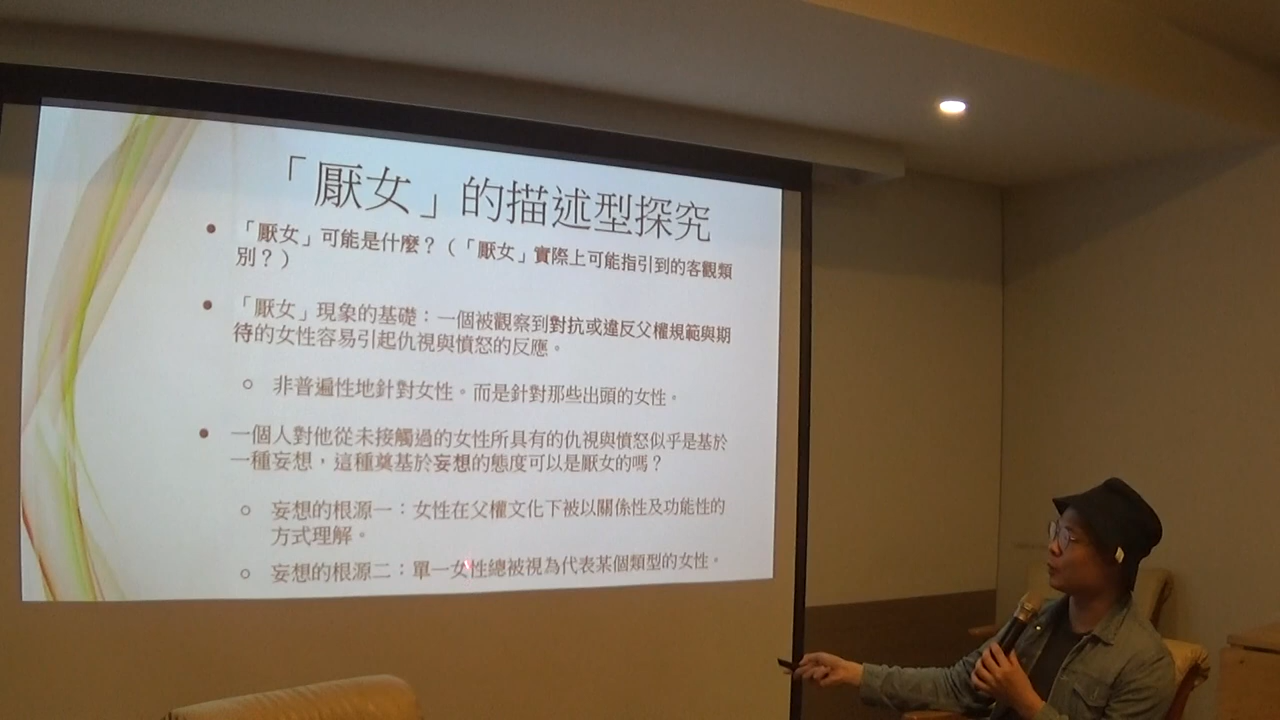 「厭女」的描述型探究
• 「厭女」可能是什麼？（「厭女」實際上可能指引到的客觀類
別？）
• 「厭女」現象的基礎：一個被觀察到對抗或違反父權規範與期
待的女性容易引起仇視與憤怒的反應。
○ 非普遍性地針對女性。而是針對那些出頭的女性。
• 一個人對他從未接觸過的女性所具有的仇視與憤怒似乎是基於
一種妄想，這種奠基於妄想的態度可以是厭女的嗎？
○ 妄想的根源一：女性在父權文化下被以關係性及功能性的
方式理解。
○ 妄想的根源二：單一女性總被視為代表某個類型的女性。